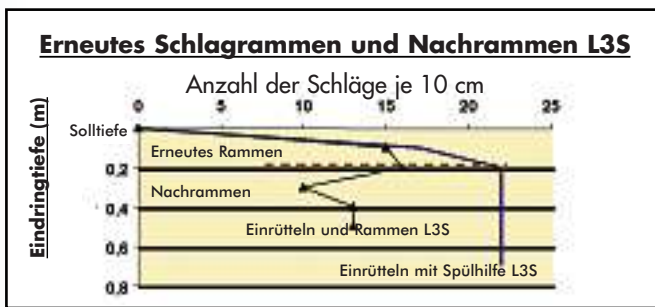 Erneutes Schlagrammen und Nachrammen L3S
Anzahl der Schläge je 10 cm
0 5 10 15 20 25
Eindringtiefe (m)
Solltiefe
Erneutes Rammen
0,2
Nachrammen
0,4
Einrütteln und Rammen L3S
0,6
Einrütteln mit Spülhilfe L3S
0,8